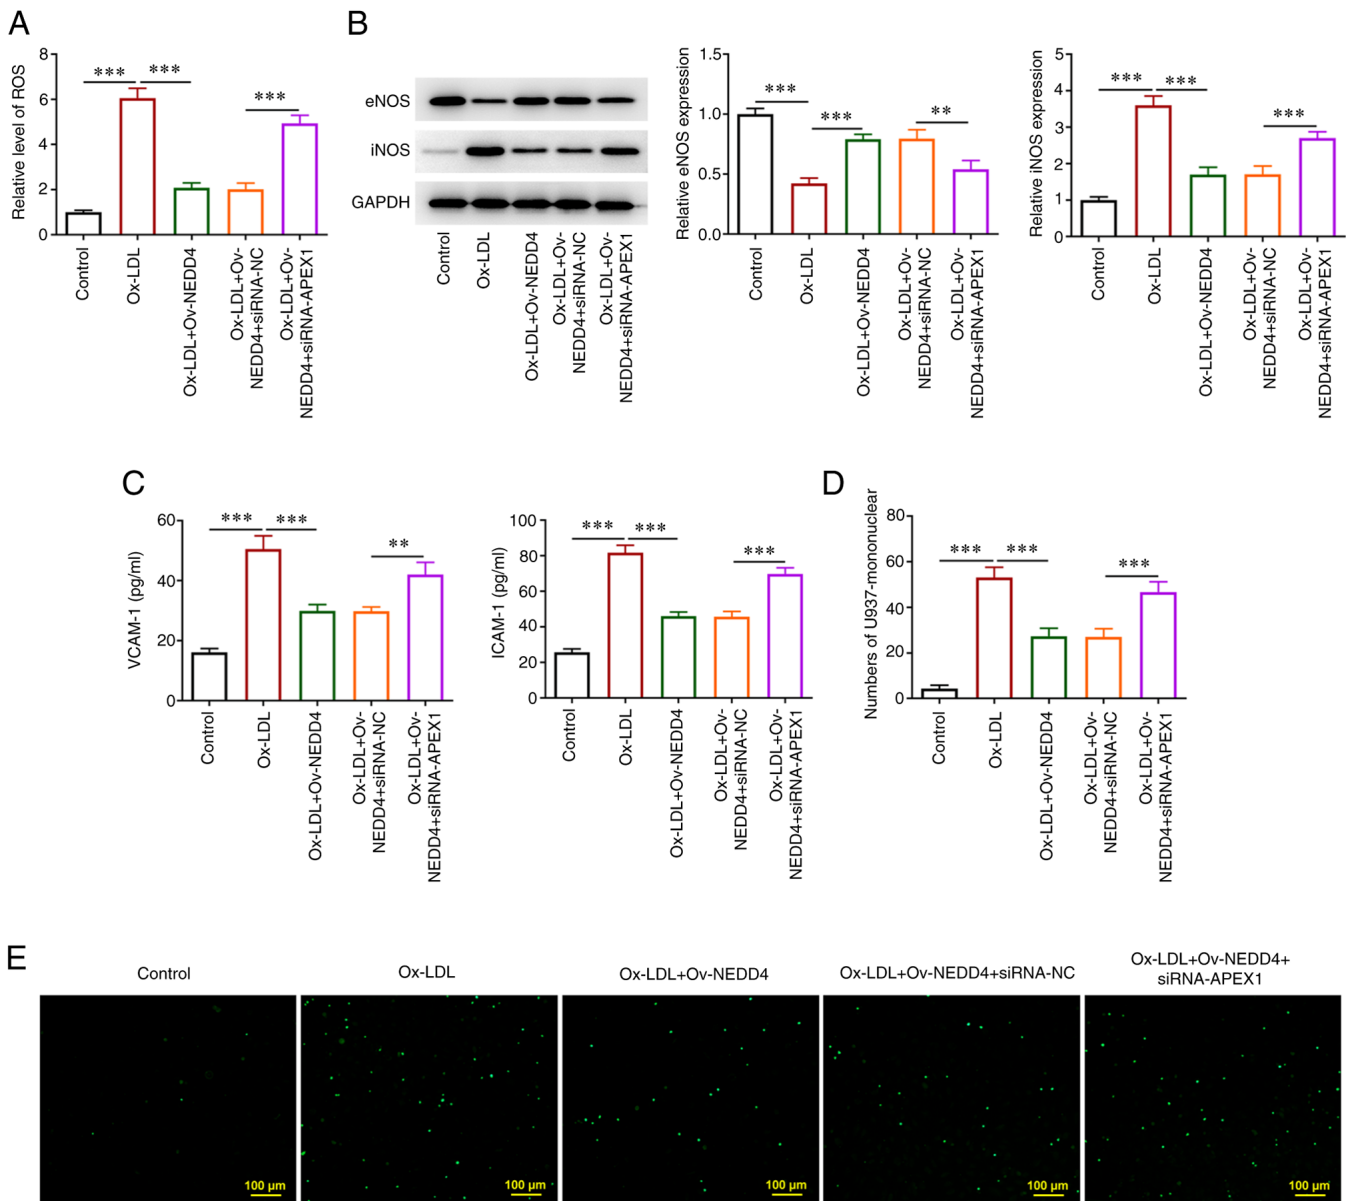 A
Relative level of ROS
8
6
4
2
0
***
***
***
Control
Ox-LDL
Ox-LDL+Ov-NEDD4
Ox-LDL+Ov-
NEDD4+siRNA-NC
Ox-LDL+Ov-
NEDD4+siRNA-APEX1
B
eNOS
iNOS
GAPDH
Control
Ox-LDL
Ox-LDL+Ov-NEDD4
Ox-LDL+Ov-
NEDD4+siRNA-NC
Ox-LDL+Ov-
NEDD4+siRNA-APEX1
Relative eNOS expression
1.5
1.0
0.5
0.0
***
***
**
Control
Ox-LDL
Ox-LDL+Ov-NEDD4
Ox-LDL+Ov-
NEDD4+siRNA-NC
Ox-LDL+Ov-
NEDD4+siRNA-APEX1
Relative iNOS expression
5
4
3
2
1
0
***
***
***
Control
Ox-LDL
Ox-LDL+Ov-NEDD4
Ox-LDL+Ov-
NEDD4+siRNA-NC
Ox-LDL+Ov-
NEDD4+siRNA-APEX1
C
VCAM-1 (pg/ml)
60
40
20
0
***
***
**
Control
Ox-LDL
Ox-LDL+Ov-NEDD4
Ox-LDL+Ov-
NEDD4+siRNA-NC
Ox-LDL+Ov-
NEDD4+siRNA-APEX1
ICAM-1 (pg/ml)
100
80
60
40
20
0
***
***
***
Control
Ox-LDL
Ox-LDL+Ov-NEDD4
Ox-LDL+Ov-
NEDD4+siRNA-NC
Ox-LDL+Ov-
NEDD4+siRNA-APEX1
D
Numbers of U937-mononuclear
80
60
40
20
0
***
***
***
Control
Ox-LDL
Ox-LDL+Ov-NEDD4
Ox-LDL+Ov-
NEDD4+siRNA-NC
Ox-LDL+Ov-
NEDD4+siRNA-APEX1
E
Control
Ox-LDL
Ox-LDL+Ov-NEDD4
Ox-LDL+Ov-NEDD4+siRNA-NC
Ox-LDL+Ov-NEDD4+
siRNA-APEX1
100 µm
100 µm
100 µm
100 µm
100 µm